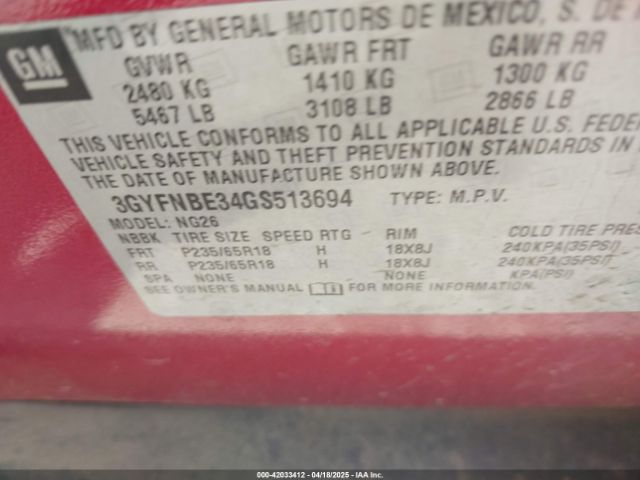 GM
MFD BY GENERAL MOTORS DE MEXICO, S. DE
GVWR GAWR FRT GAWR RR
2480 KG 1410 KG 1300 KG
5467 LB 3108 LB 2866 LB
THIS VEHICLE CONFORMS TO ALL APPLICABLE U.S. FEDER
VEHICLE SAFETY AND THEFT PREVENTION STANDARDS IN
THE DATE OF MANUFACTURE SHOWN ABOVE.
3GYFNBE34GS513694 TYPE: M.P.V.
MODEL: NG26
NBBK TIRE SIZE SPEED RTG RIM COLD TIRE PRES
FRT P235/65R18 H 18X8J 240KPA(35PSI)
RR P235/65R18 H 18X8J 240KPA(35PSI)
SPA NONE NONE KPA(PSI)
SEE OWNER'S MANUAL FOR MORE INFORMATION.
000-42033412 - 04/18/2025 - IAA Inc.